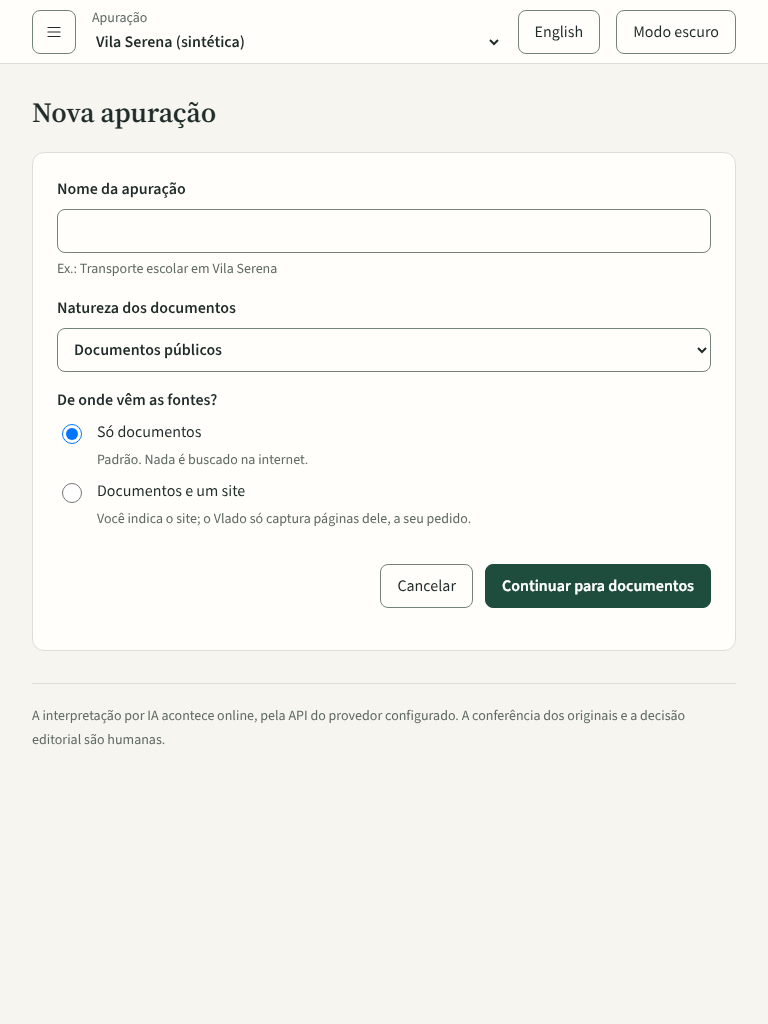 Apuração
Vila Serena (sintética)
English
Modo escuro
Nova apuração
Nome da apuração
Ex.: Transporte escolar em Vila Serena
Natureza dos documentos
Documentos públicos
De onde vêm as fontes?
Só documentos
Padrão. Nada é buscado na internet.
Documentos e um site
Você indica o site; o Vlado só captura páginas dele, a seu pedido.
Cancelar
Continuar para documentos
A interpretação por IA acontece online, pela API do provedor configurado. A conferência dos originais e a decisão
editorial são humanas.